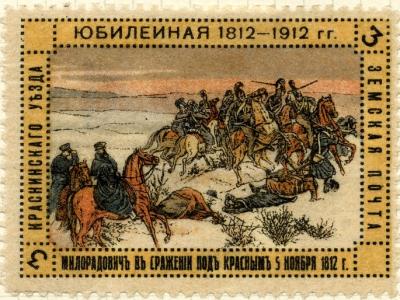 ЮБИЛЕЙНАЯ 1812-1912 гг.
3
КРАСНИНСКАГО УѢЗДА
ЗЕМСКАЯ ПОЧТА
3
МИЛОРАДОВИЧЪ ВЪ СРАЖЕНІИ ПОДЪ КРАСНЫМЪ 5 НОЯБРЯ 1812 г.